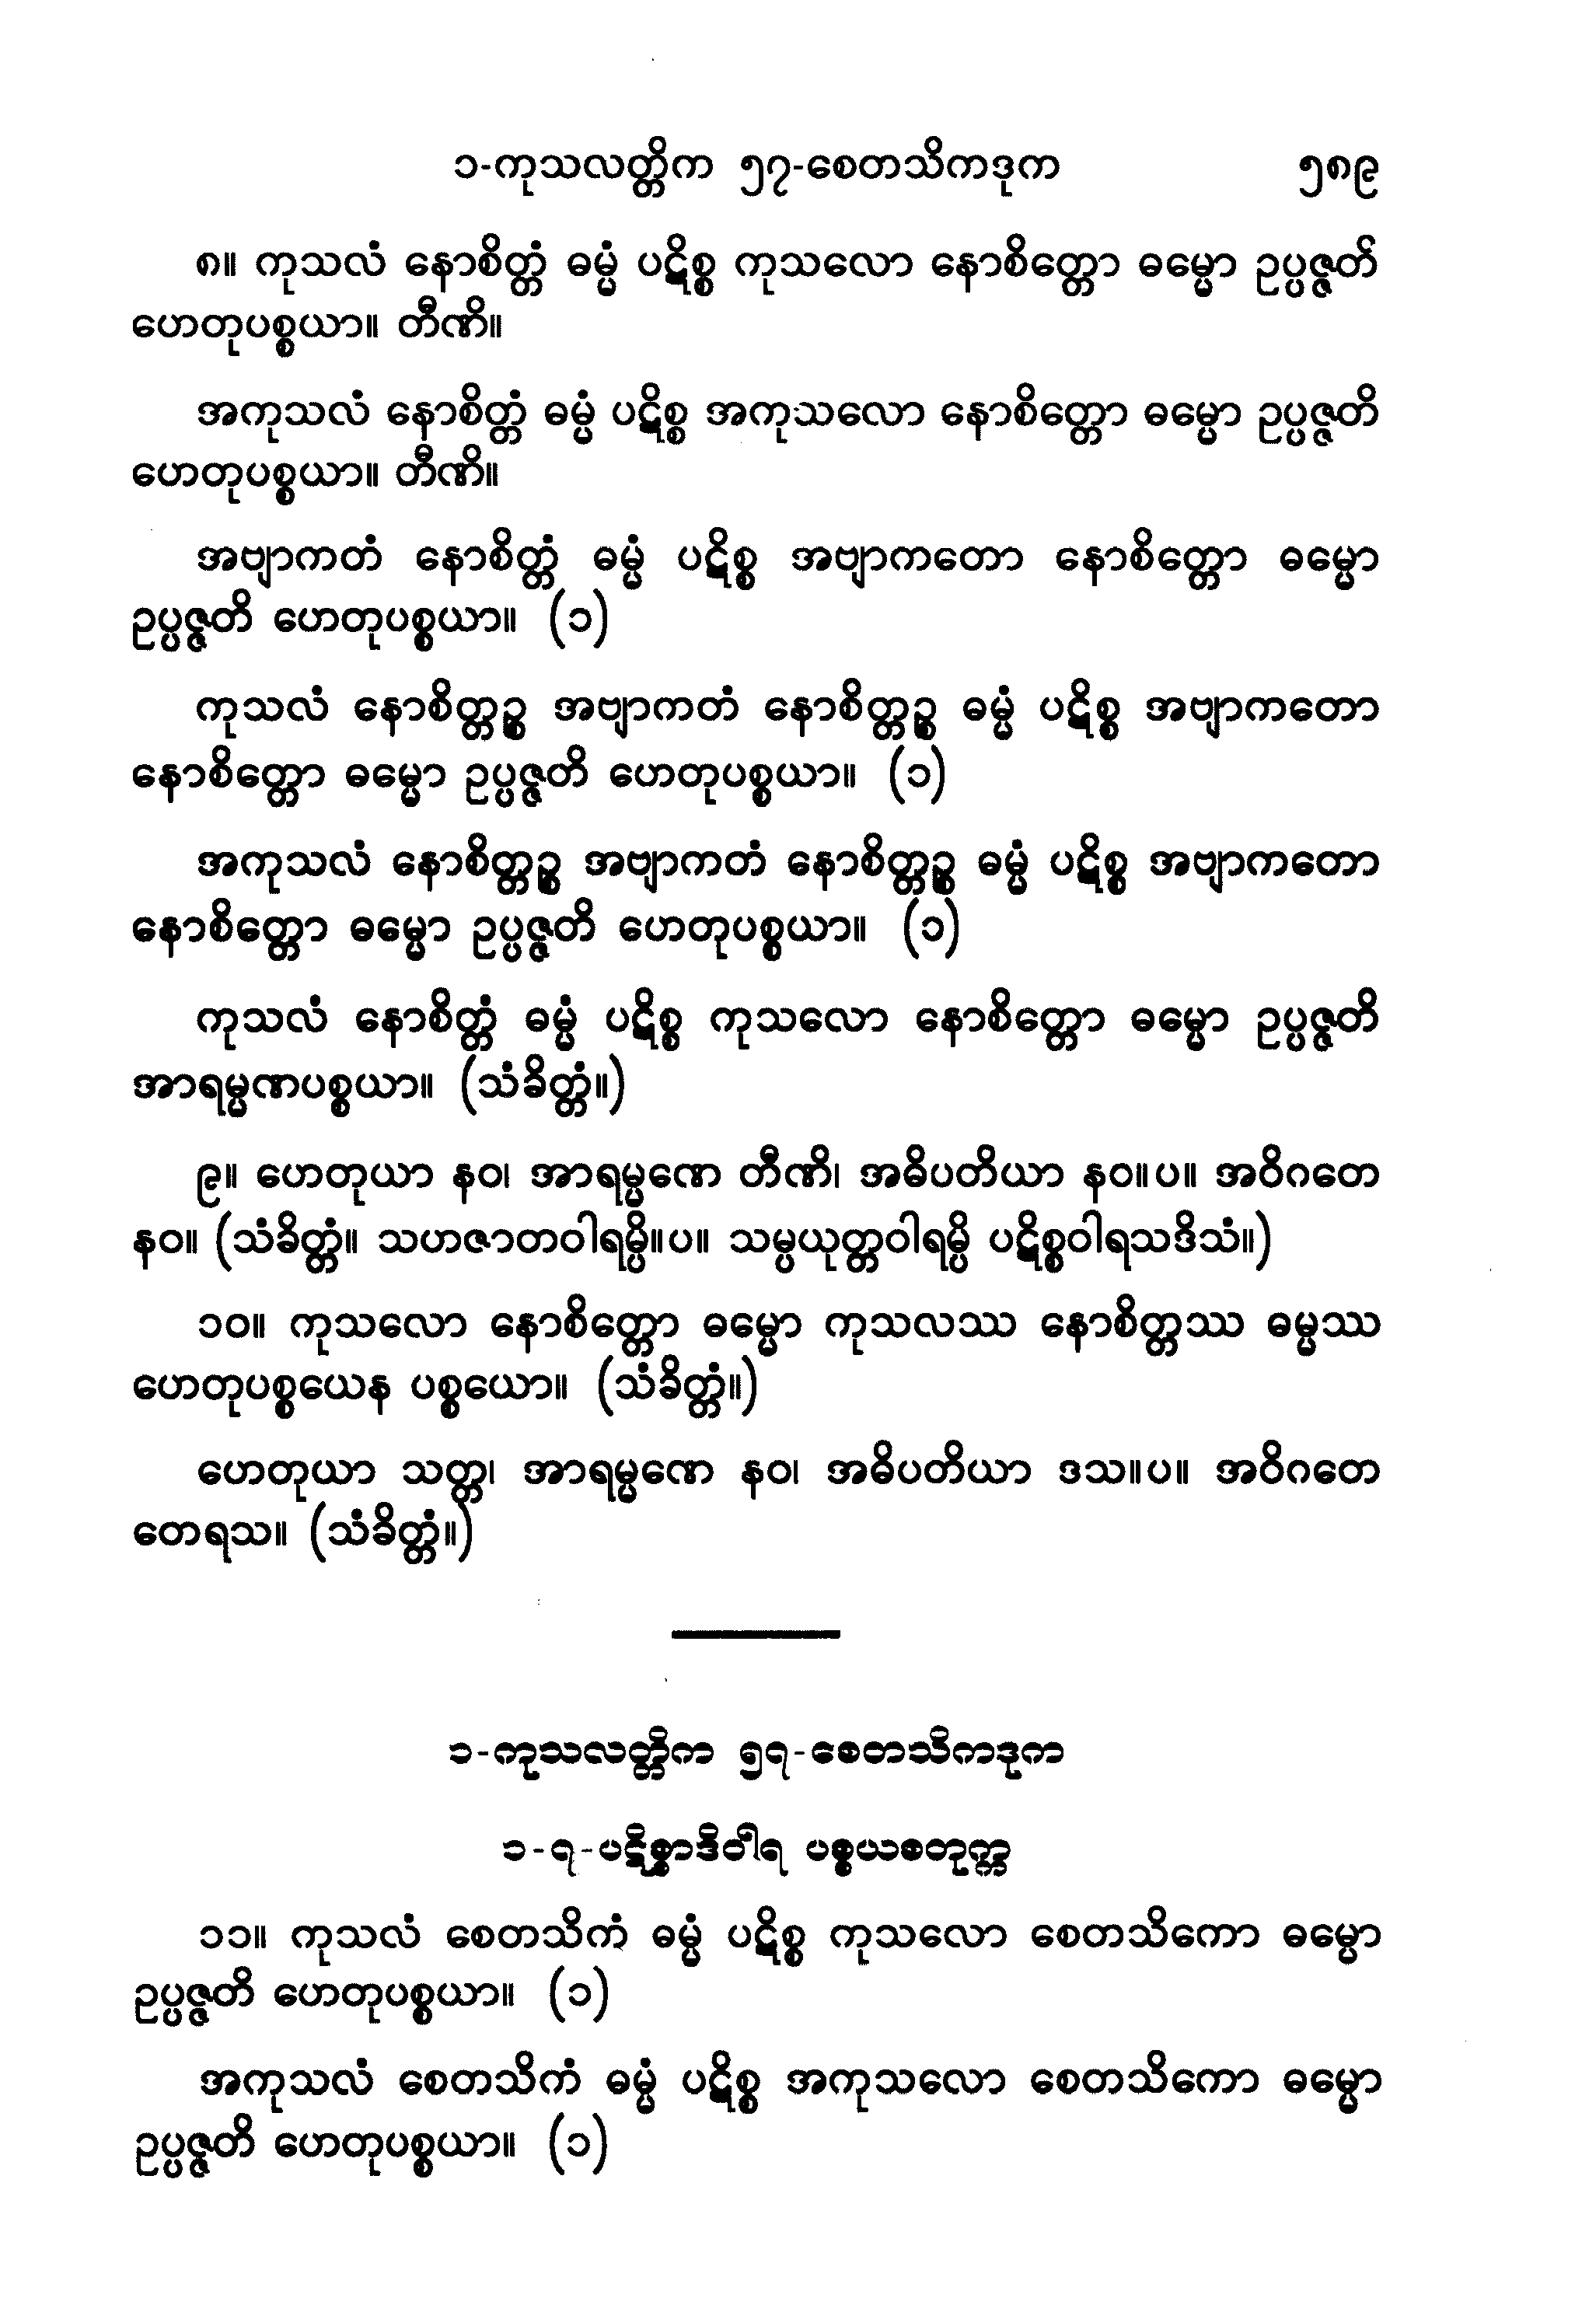 ၁-ကုသလတ္တိက ၅၇-စေတသိကဒုက ၅၈၉
၈။ ကုသလံ နောစိတ္တံ ဓမ္မံ ပဋိစ္စ ကုသလော နောစိတ္တော ဓမ္မော ဥပ္ပဇ္ဇတိ
ဟေတုပစ္စယာ။ တီဏိ။
အကုသလံ နောစိတ္တံ ဓမ္မံ ပဋိစ္စ အကုသလော နောစိတ္တော ဓမ္မော ဥပ္ပဇ္ဇတိ
ဟေတုပစ္စယာ။ တီဏိ။
အဗျာကတံ နောစိတ္တံ ဓမ္မံ ပဋိစ္စ အဗျာကတော နောစိတ္တော ဓမ္မော
ဥပ္ပဇ္ဇတိ ဟေတုပစ္စယာ။ (၁)
ကုသလံ နောစိတ္တဉ္စ အဗျာကတံ နောစိတ္တဉ္စ ဓမ္မံ ပဋိစ္စ အဗျာကတော
နောစိတ္တော ဓမ္မော ဥပ္ပဇ္ဇတိ ဟေတုပစ္စယာ။ (၁)
အကုသလံ နောစိတ္တဉ္စ အဗျာကတံ နောစိတ္တဉ္စ ဓမ္မံ ပဋိစ္စ အဗျာကတော
နောစိတ္တော ဓမ္မော ဥပ္ပဇ္ဇတိ ဟေတုပစ္စယာ။ (၁)
ကုသလံ နောစိတ္တံ ဓမ္မံ ပဋိစ္စ ကုသလော နောစိတ္တော ဓမ္မော ဥပ္ပဇ္ဇတိ
အာရမ္မဏပစ္စယာ။ (သံခိတ္တံ။)
၉။ ဟေတုယာ နဝ၊ အာရမ္မဏေ တီဏိ၊ အဓိပတိယာ နဝ။ပ။ အဝိဂတေ
နဝ။ (သံခိတ္တံ။ သဟဇာတဝါရမ္ပိ။ပ။ သမ္ပယုတ္တဝါရမ္ပိ ပဋိစ္စဝါရသဒိသံ။)
၁၀။ ကုသလော နောစိတ္တော ဓမ္မော ကုသလဿ နောစိတ္တဿ ဓမ္မဿ
ဟေတုပစ္စယေန ပစ္စယော။ (သံခိတ္တံ။)
ဟေတုယာ သတ္တ၊ အာရမ္မဏေ နဝ၊ အဓိပတိယာ ဒသ။ပ။ အဝိဂတေ
တေရသ။ (သံခိတ္တံ။)
၁-ကုသလတ္တိက ၅၇-စေတသိကဒုက
၁-၇-ပဋိစ္စာဒိဝါရ ပစ္စယစတုက္က
၁၁။ ကုသလံ စေတသိကံ ဓမ္မံ ပဋိစ္စ ကုသလော စေတသိကော ဓမ္မော
ဥပ္ပဇ္ဇတိ ဟေတုပစ္စယာ။ (၁)
အကုသလံ စေတသိကံ ဓမ္မံ ပဋိစ္စ အကုသလော စေတသိကော ဓမ္မော
ဥပ္ပဇ္ဇတိ ဟေတုပစ္စယာ။ (၁)